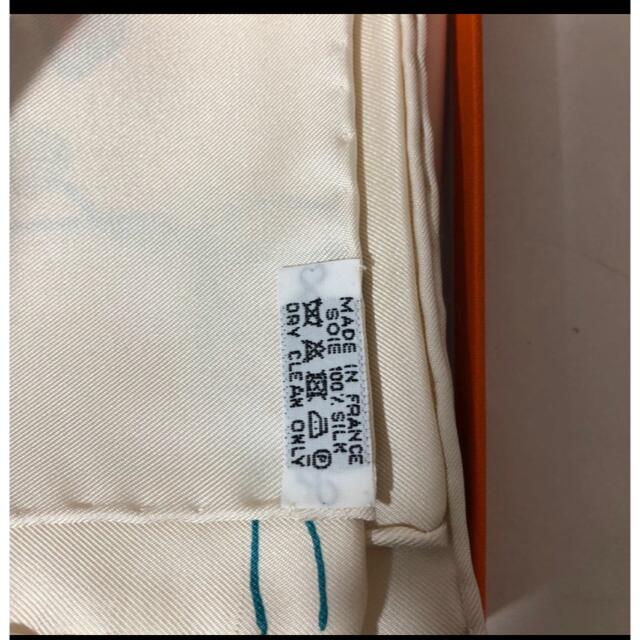 MADE IN FRANCE
SOIE 100% SILK
P
DRY CLEAN ONLY